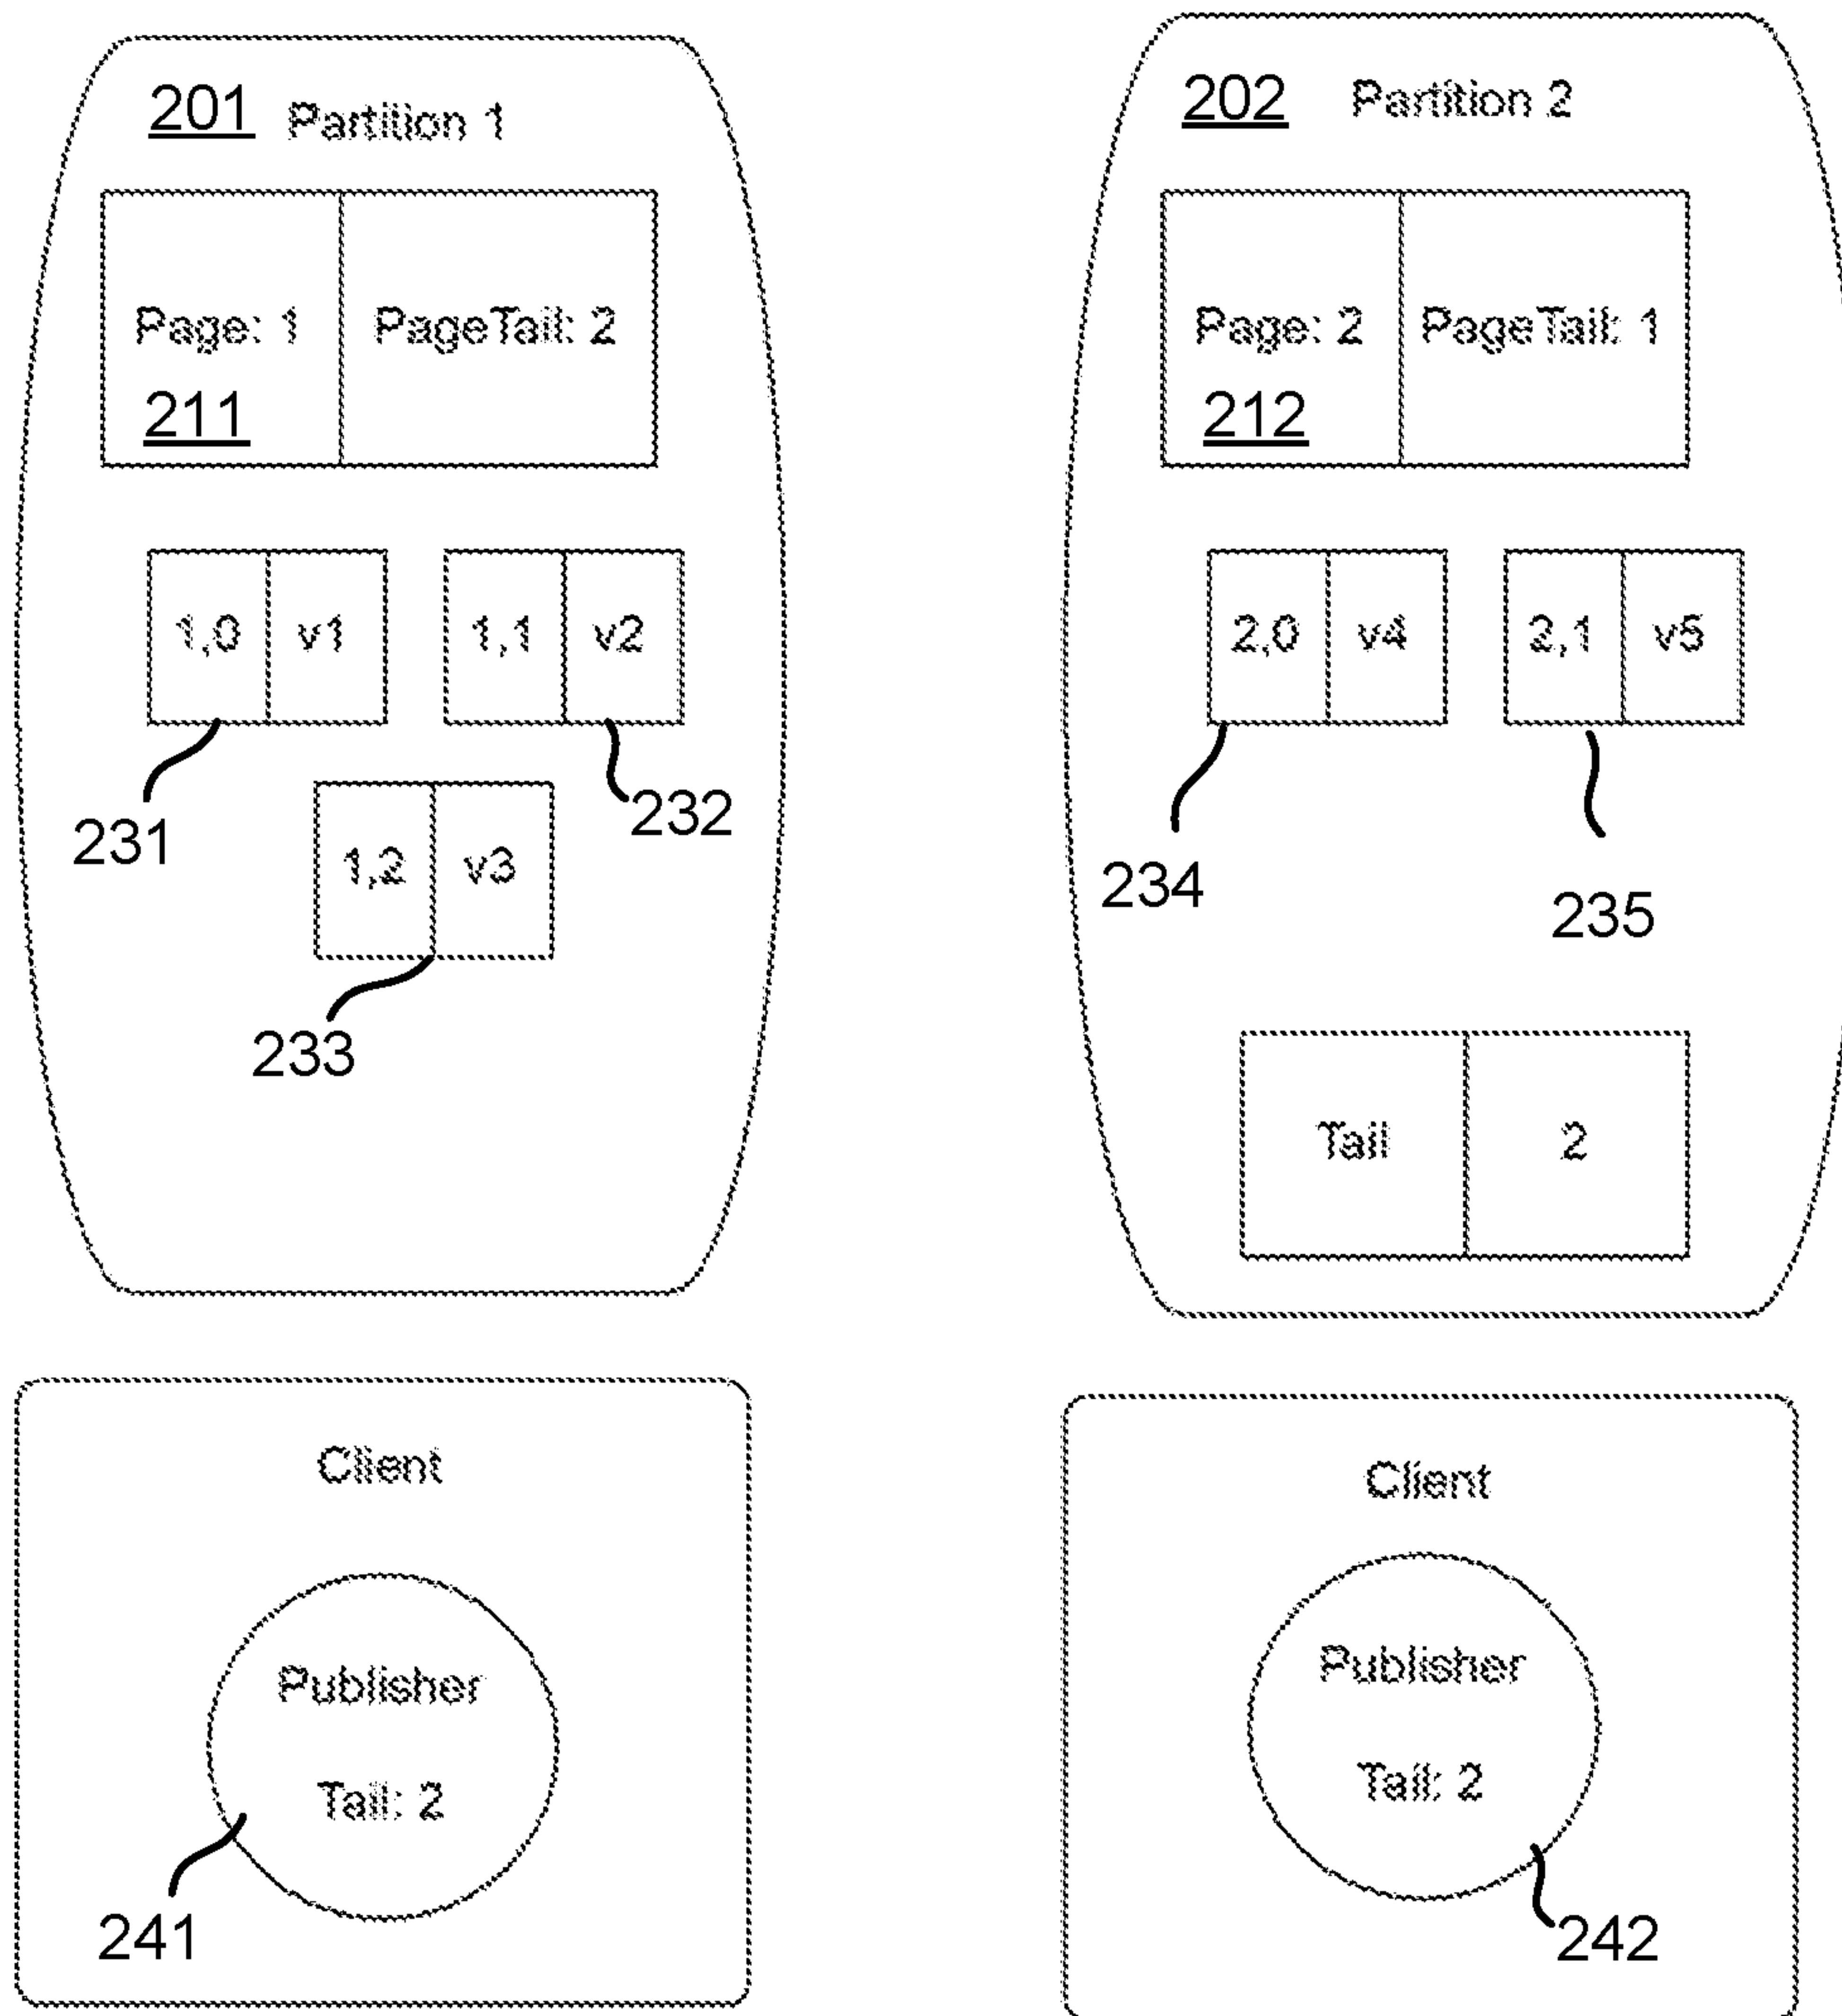 201 Partition 1
Page: 1 PageTail: 2
211
1,0 v1 1,1 v2
231
232
1,2 v3
233
202 Partition 2
Page: 2 PageTail: 1
212
2,0 v4 2,1 v5
234
235
Tail 2
Client
Publisher
Tail: 2
241
Client
Publisher
Tail: 2
242